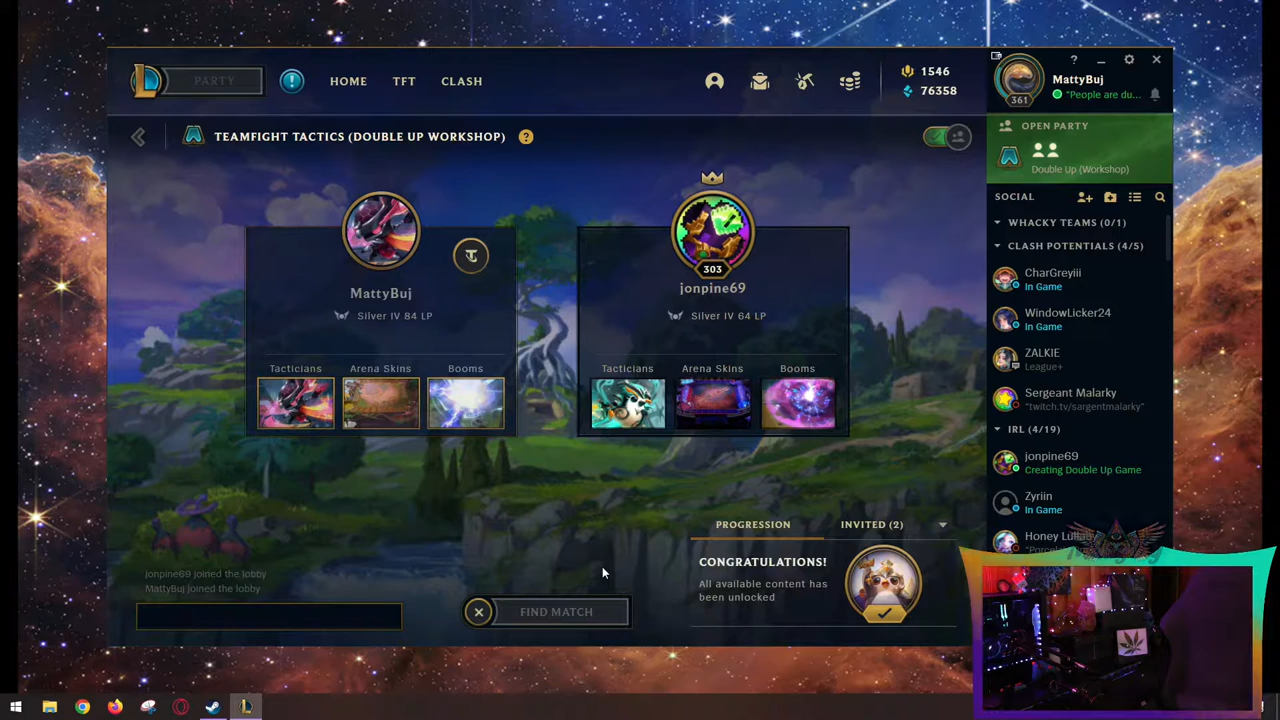 PARTY
HOME
TFT
CLASH
1546
76358
361
MattyBuj
"People are du...
TEAMFIGHT TACTICS (DOUBLE UP WORKSHOP)
OPEN PARTY
Double Up (Workshop)
SOCIAL
WHACKY TEAMS (0/1)
CLASH POTENTIALS (4/5)
CharGreyiii
In Game
WindowLicker24
In Game
ZALKIE
League+
Sergeant Malarky
"twitch.tv/sargentmalarky"
IRL (4/19)
jonpine69
Creating Double Up Game
Zyriin
In Game
MattyBuj
Silver IV 84 LP
Tacticians
Arena Skins
Booms
303
jonpine69
Silver IV 64 LP
Tacticians
Arena Skins
Booms
PROGRESSION
INVITED (2)
CONGRATULATIONS!
All available content has
been unlocked
jonpine69 joined the lobby
MattyBuj joined the lobby
FIND MATCH